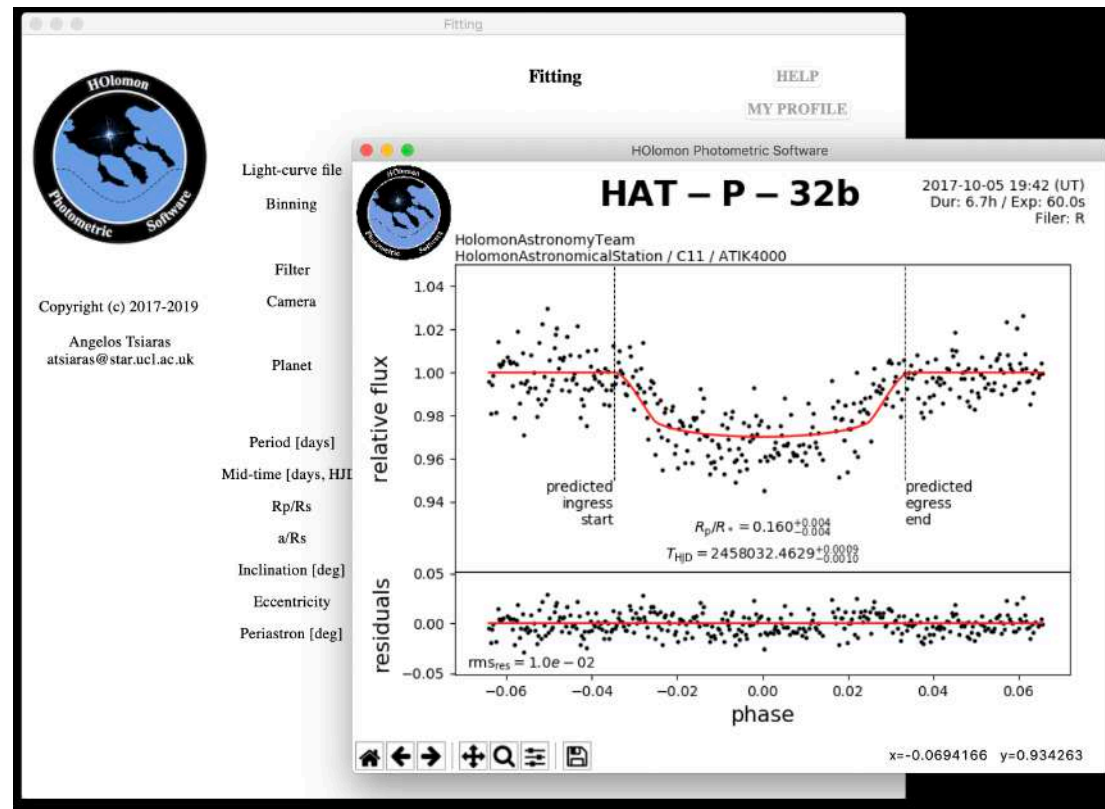 Fitting
HOlomon
Photometric Software
Fitting
HELP
MY PROFILE
Light-curve file
Binning
Filter
Camera
Copyright (c) 2017-2019
Angelos Tsiaras
atsiaras@star.ucl.ac.uk
Planet
Period [days]
Mid-time [days, HJD
Rp/Rs
a/Rs
Inclination [deg]
Eccentricity
Periastron [deg]
HOlomon Photometric Software
HOlomon
Photometric Software
HAT – P – 32b
2017-10-05 19:42 (UT)
Dur: 6.7h / Exp: 60.0s
Filer: R
HolomonAstronomyTeam
HolomonAstronomicalStation / C11 / ATIK4000
relative flux
1.04
1.02
1.00
0.98
0.96
0.94
predicted
ingress
start
predicted
egress
end
Rp/R* = 0.160 +0.004 −0.004
THJD = 2458032.4629 +0.0009 −0.0010
residuals
0.05
0.00
−0.05
rmsres = 1.0e − 02
−0.06 −0.04 −0.02 0.00 0.02 0.04 0.06
phase
x=-0.0694166 y=0.934263